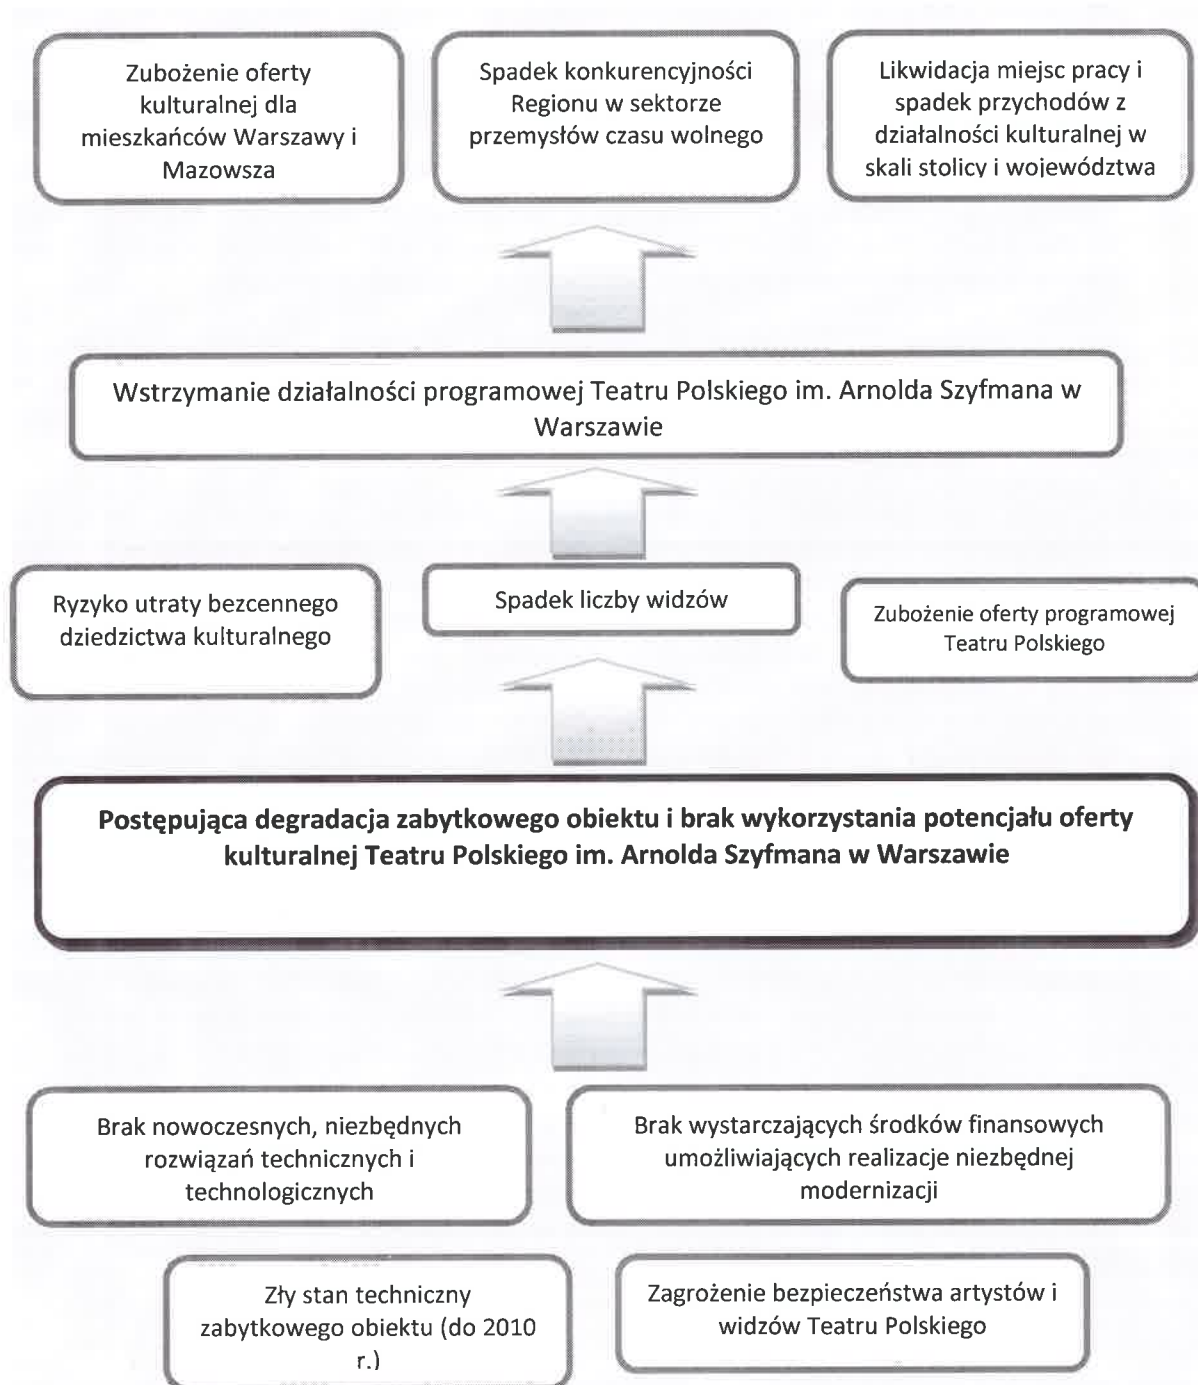 Zubożenie oferty
kulturalnej dla
mieszkańców Warszawy i
Mazowsza
Spadek konkurencyjności
Regionu w sektorze
przemysłów czasu wolnego
Likwidacja miejsc pracy i
spadek przychodów z
działalności kulturalnej w
skali stolicy i województwa
Wstrzymanie działalności programowej Teatru Polskiego im. Arnolda Szyfmana w
Warszawie
Ryzyko utraty bezcennego
dziedzictwa kulturalnego
Spadek liczby widzów
Zubożenie oferty programowej
Teatru Polskiego
Postępująca degradacja zabytkowego obiektu i brak wykorzystania potencjału oferty
kulturalnej Teatru Polskiego im. Arnolda Szyfmana w Warszawie
Brak nowoczesnych, niezbędnych
rozwiązań technicznych i
technologicznych
Brak wystarczających środków finansowych
umożliwiających realizacje niezbędnej
modernizacji
Zły stan techniczny
zabytkowego obiektu (do 2010
r.)
Zagrożenie bezpieczeństwa artystów i
widzów Teatru Polskiego